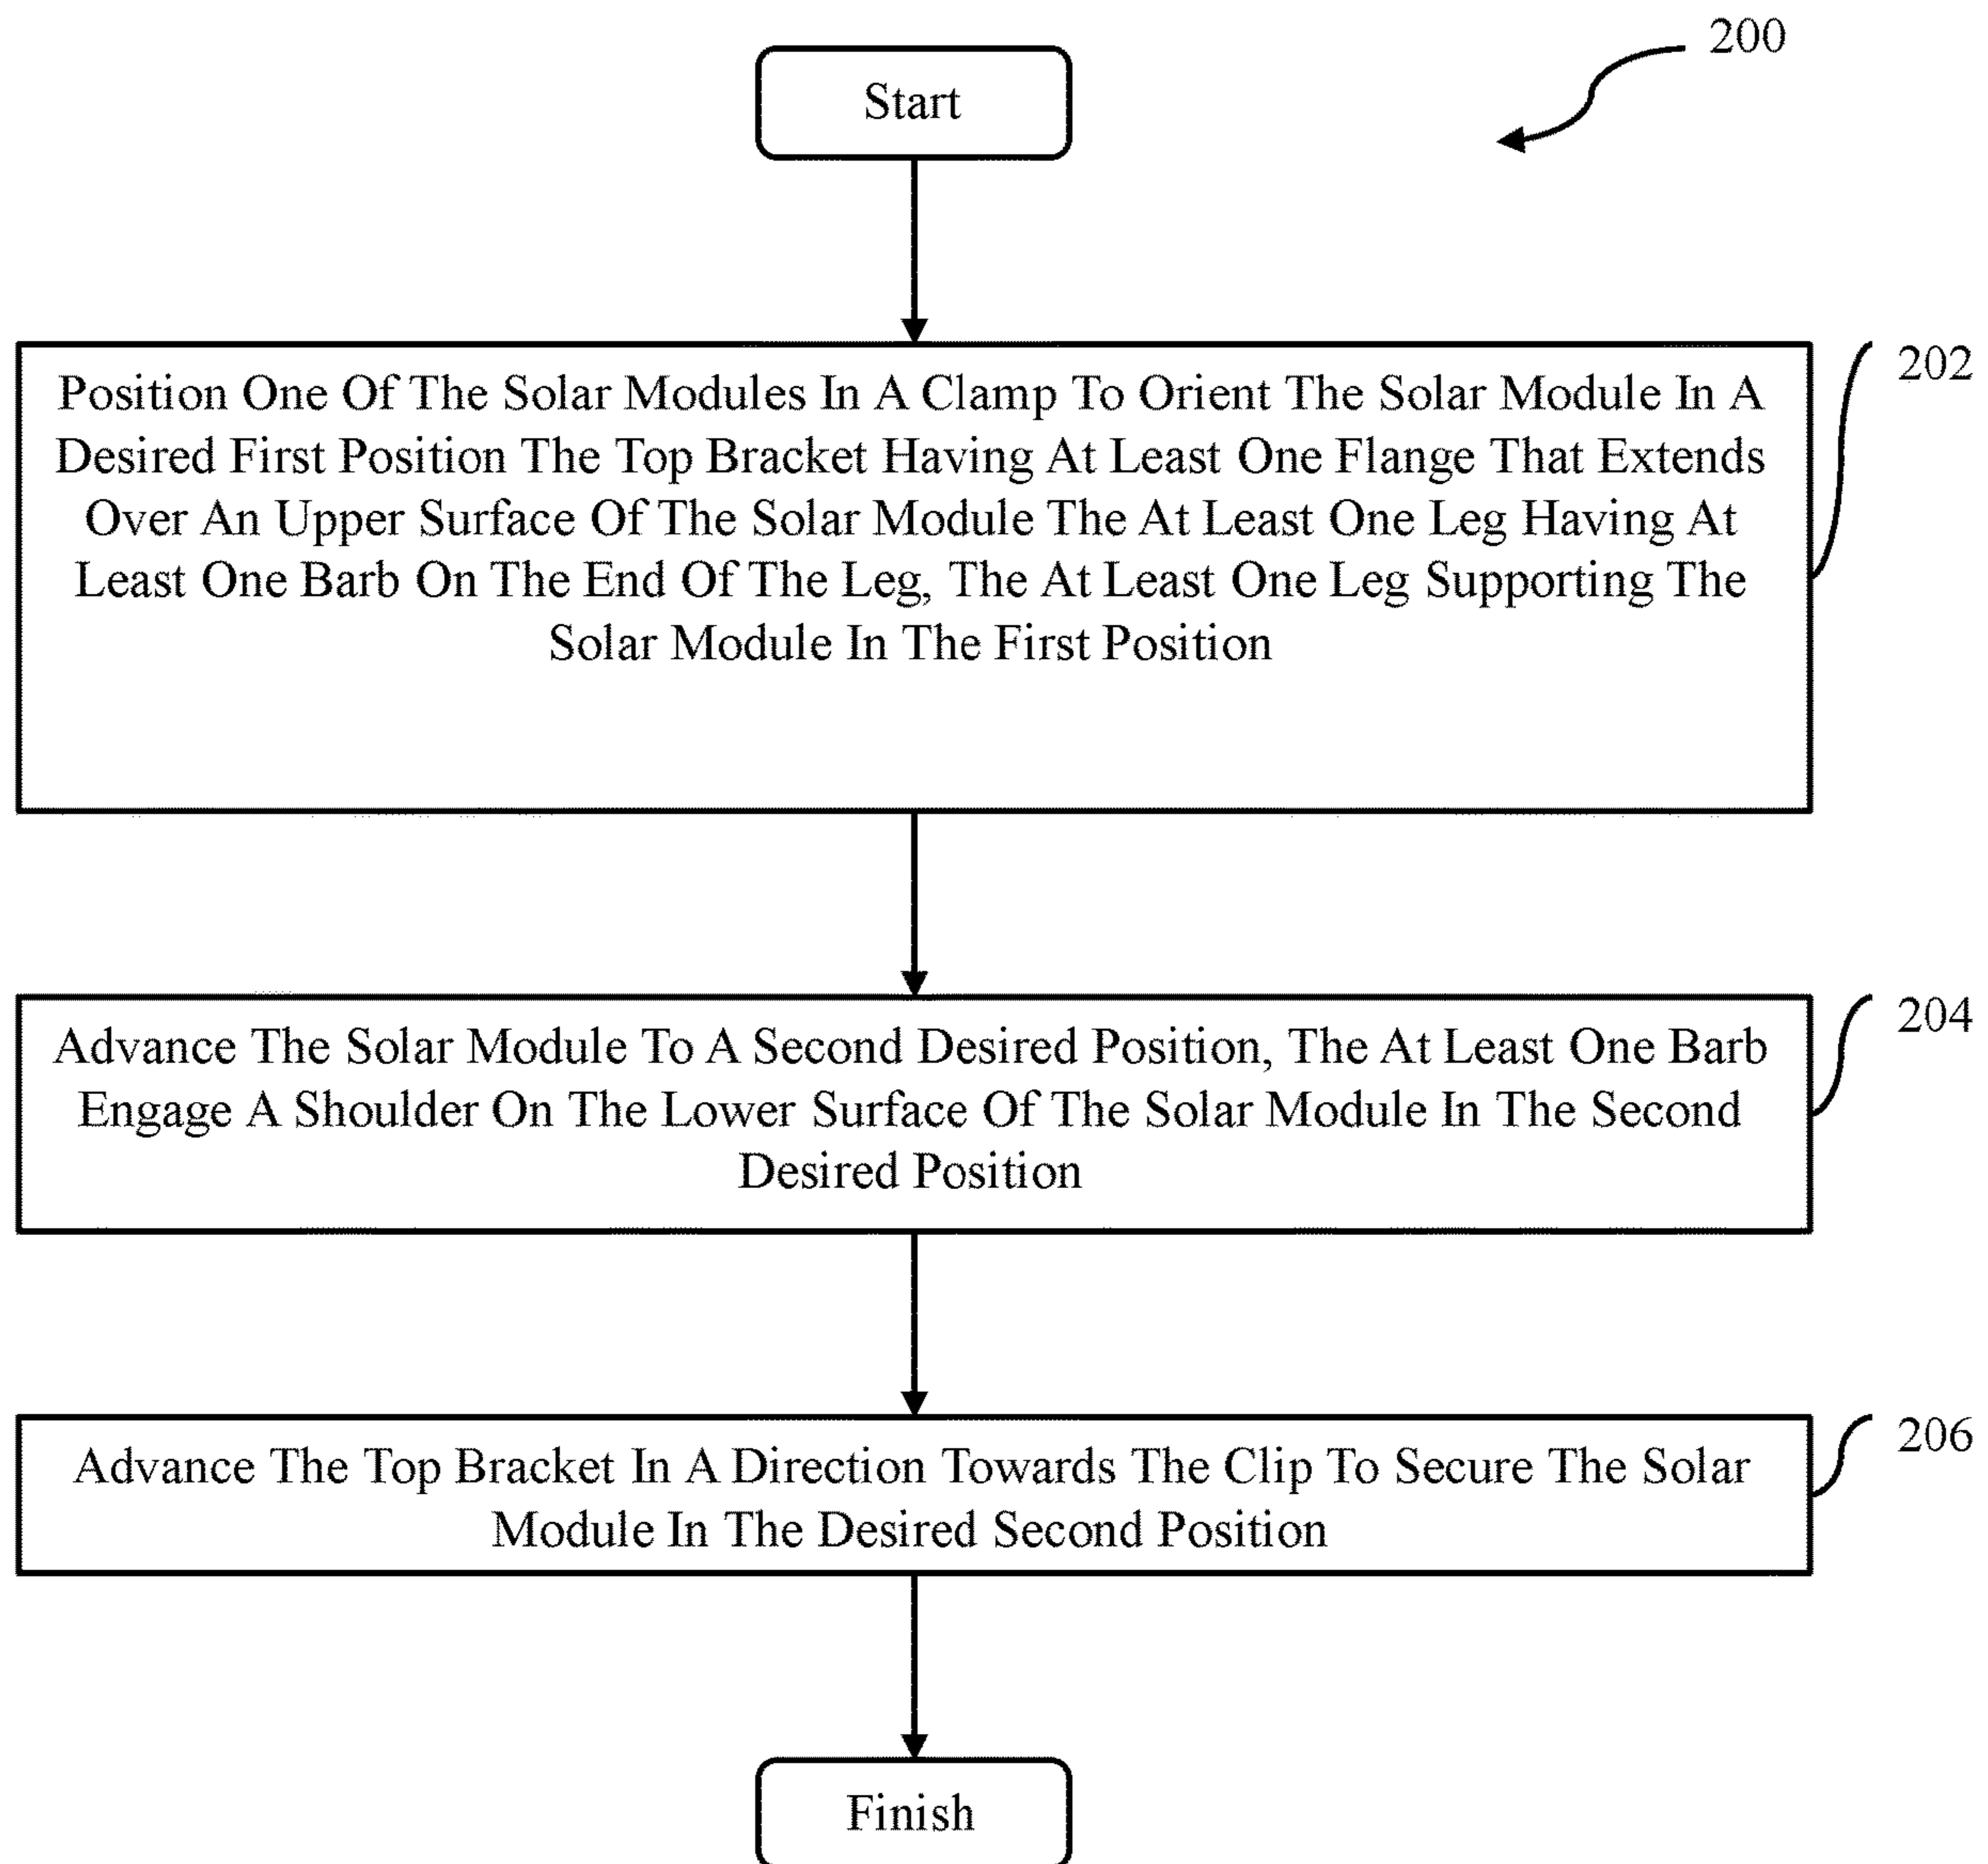 200
Start
202
Position One Of The Solar Modules In A Clamp To Orient The Solar Module In A
Desired First Position The Top Bracket Having At Least One Flange That Extends
Over An Upper Surface Of The Solar Module The At Least One Leg Having At
Least One Barb On The End Of The Leg, The At Least One Leg Supporting The
Solar Module In The First Position
204
Advance The Solar Module To A Second Desired Position, The At Least One Barb
Engage A Shoulder On The Lower Surface Of The Solar Module In The Second
Desired Position
206
Advance The Top Bracket In A Direction Towards The Clip To Secure The Solar
Module In The Desired Second Position
Finish